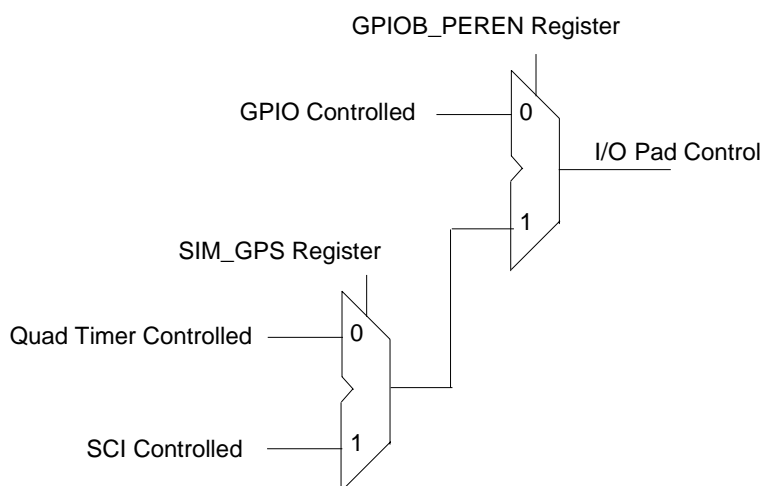 GPIOB_PEREN Register
GPIO Controlled
0
I/O Pad Control
1
SIM_GPS Register
Quad Timer Controlled
0
SCI Controlled
1